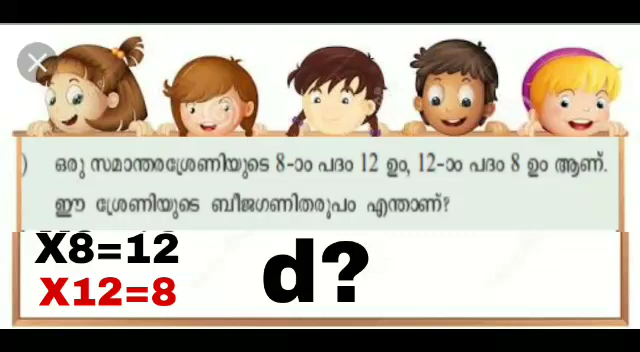 ) ഒരു സമാന്തരശ്രേണിയുടെ 8-ാം പദം 12 ഉം, 12-ാം പദം 8 ഉം ആണ്.
ഈ ശ്രേണിയുടെ ബീജഗണിതരൂപം എന്താണ്?
X8=12
X12=8
d?